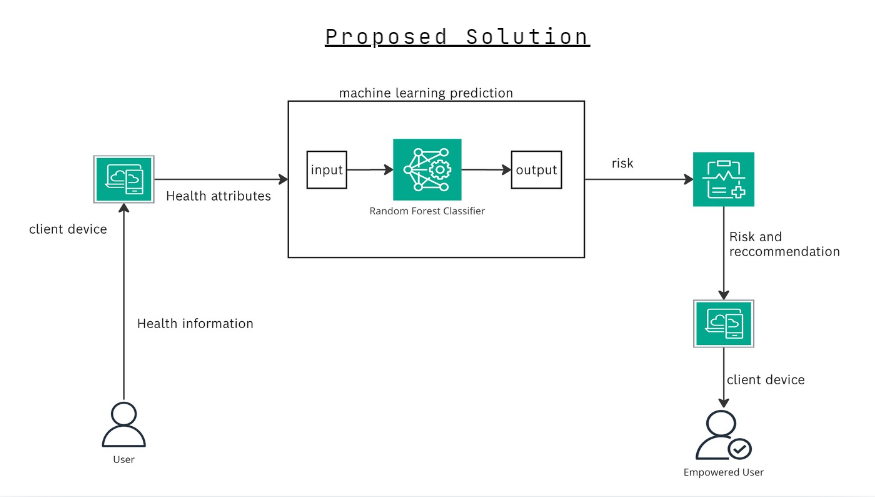 Proposed Solution
machine learning prediction
input
output
Random Forest Classifier
Health attributes
client device
Health information
User
risk
Risk and
reccommendation
client device
Empowered User